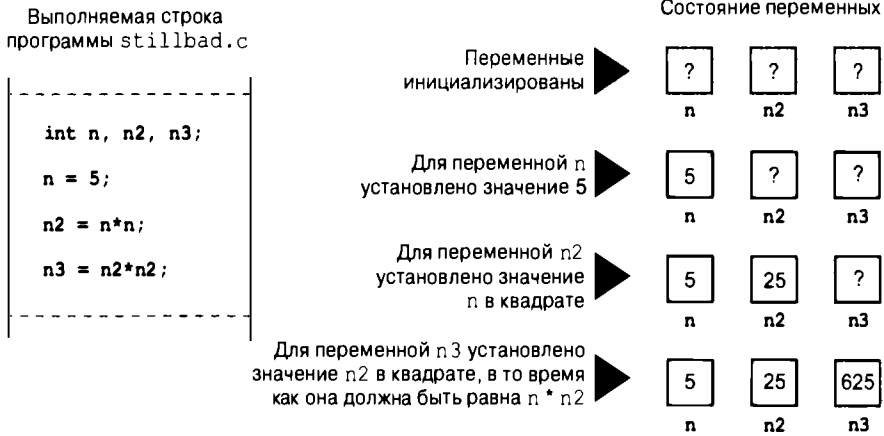 Выполняемая строка
программы stillbad.c
int n, n2, n3;
n = 5;
n2 = n*n;
n3 = n2*n2;
Состояние переменных
Переменные
инициализированы
? ? ?
n n2 n3
Для переменной n
установлено значение 5
5 ? ?
n n2 n3
Для переменной n2
установлено значение
n в квадрате
5 25 ?
n n2 n3
Для переменной n3 установлено
значение n2 в квадрате, в то время
как она должна быть равна n * n2
5 25 625
n n2 n3